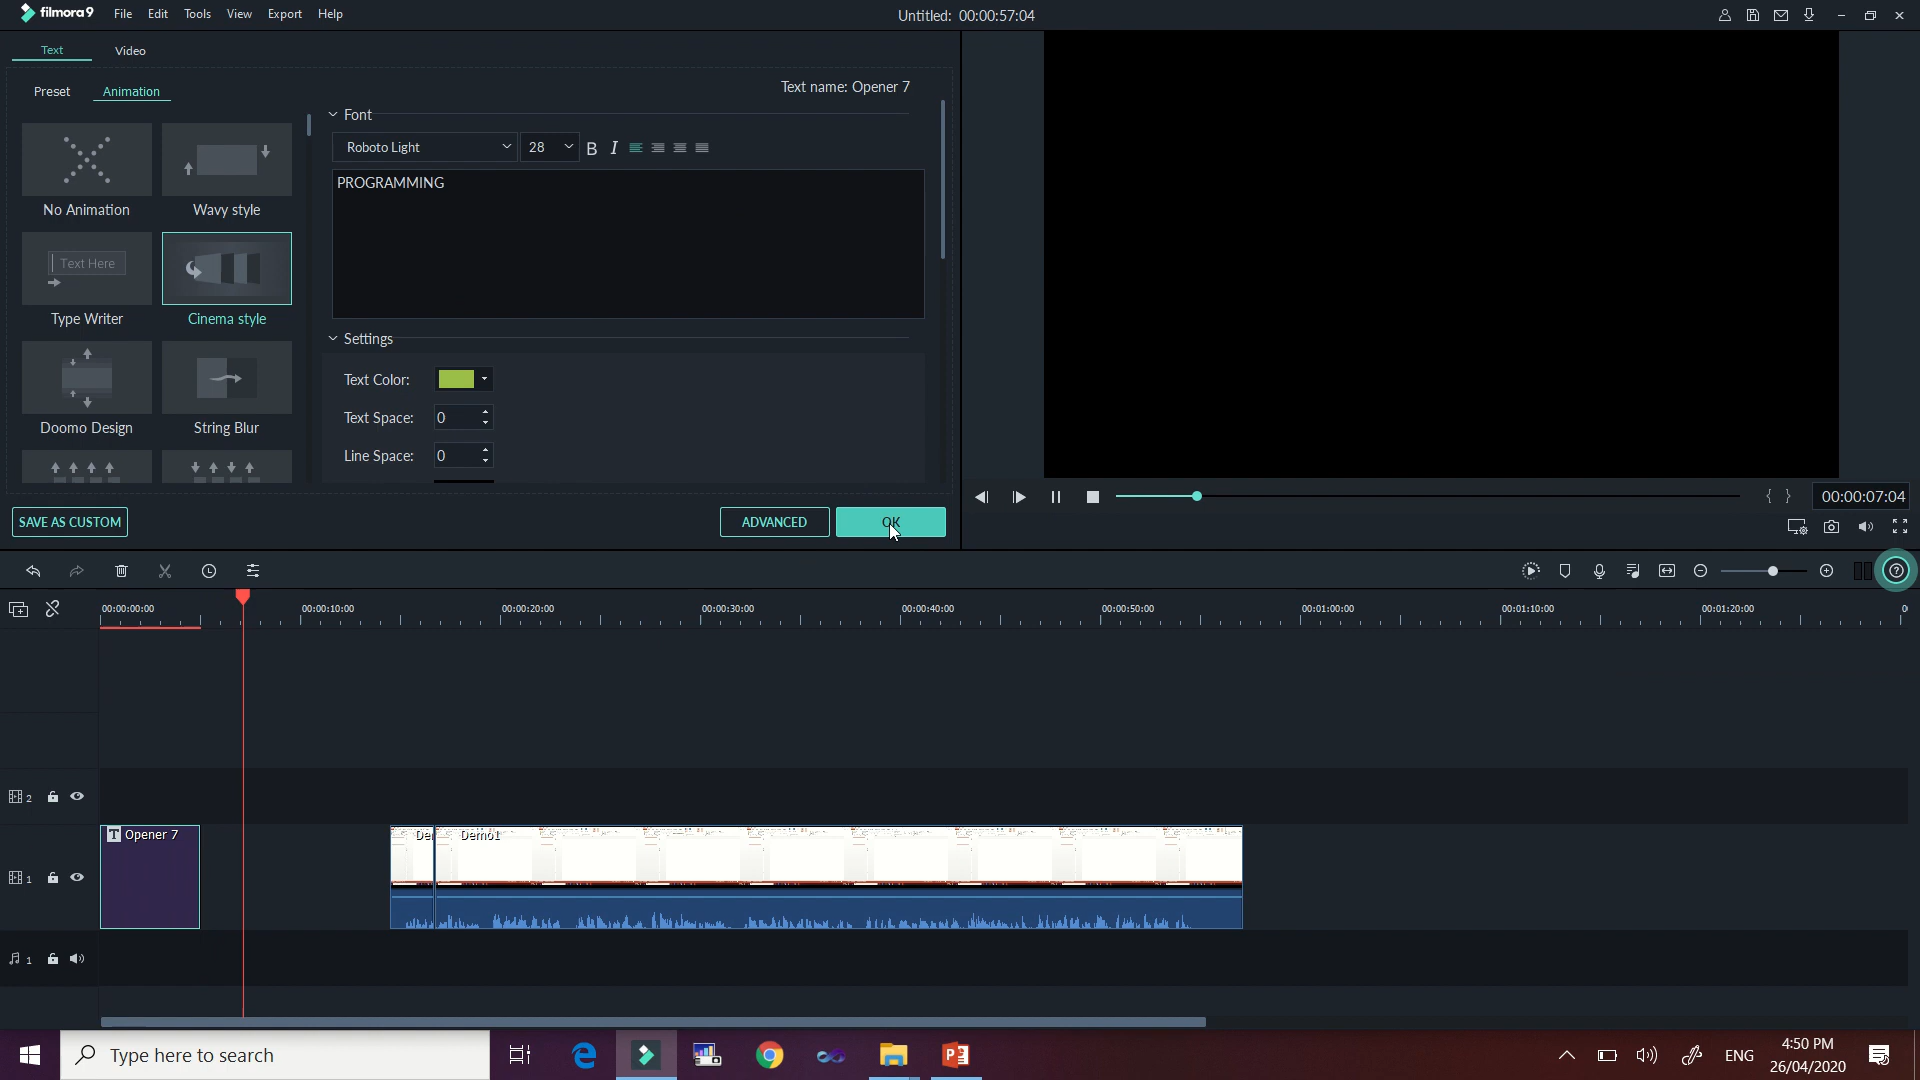 filmora9 File Edit Tools View Export Help
Untitled: 00:00:57:04
Text Video
Preset Animation
Text name: Opener 7
Font
Roboto Light 28 B I
PROGRAMMING
No Animation Wavy style
Text Here
Type Writer Cinema style
Settings
Text Color:
Text Space: 0
Doomo Design String Blur
Line Space: 0
{ } 00:00:07:04
SAVE AS CUSTOM ADVANCED OK
00:00:00:00 00:00:10:00 00:00:20:00 00:00:30:00 00:00:40:00 00:00:50:00 00:01:00:00 00:01:10:00 00:01:20:00
2
T Opener 7 Demo1
1
1
Type here to search
ENG
4:50 PM
26/04/2020